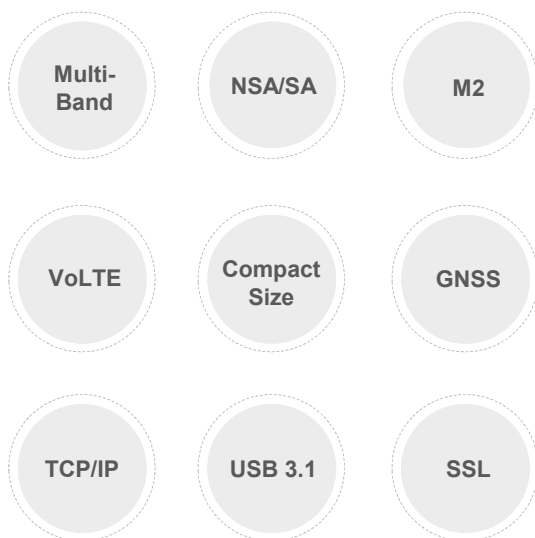 Multi-
Band
NSA/SA
M2
VoLTE
Compact
Size
GNSS
TCP/IP
USB 3.1
SSL